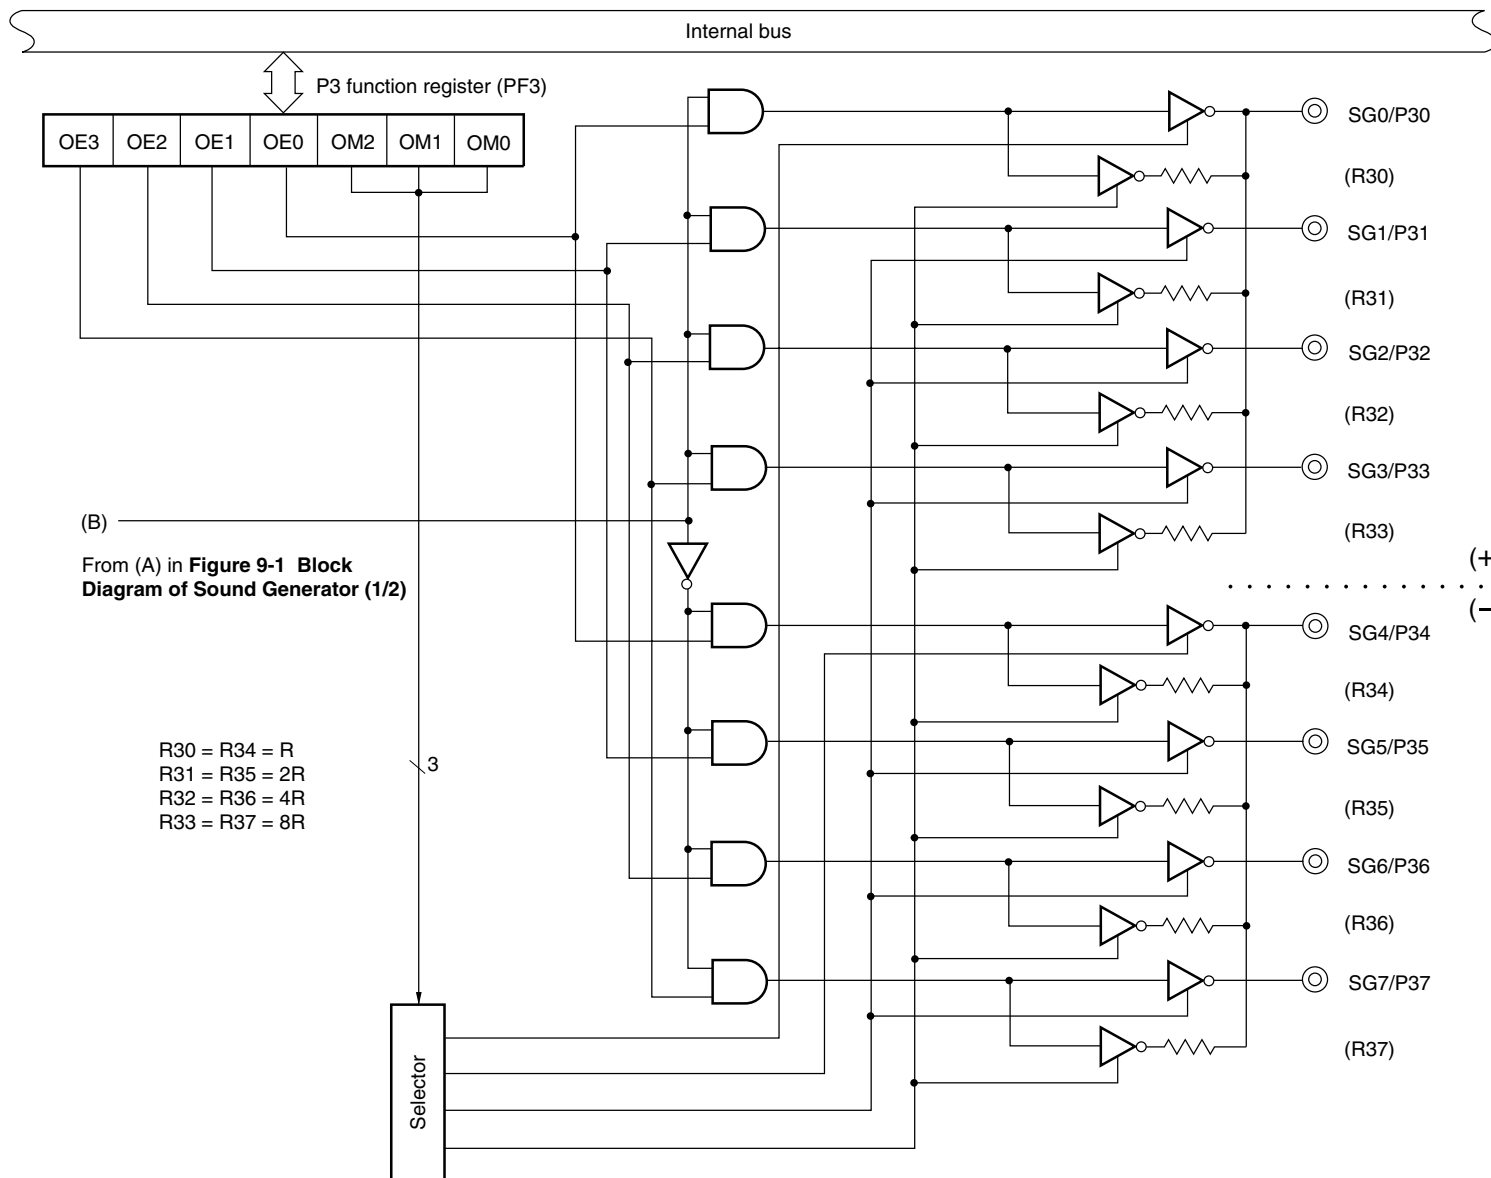 Internal bus
P3 function register (PF3)
OE3 OE2 OE1 OE0 OM2 OM1 OM0
SG0/P30
(R30)
SG1/P31
(R31)
SG2/P32
(R32)
SG3/P33
(R33)
(B)
From (A) in Figure 9-1 Block
Diagram of Sound Generator (1/2)
(+
(–
SG4/P34
(R34)
SG5/P35
(R35)
SG6/P36
(R36)
SG7/P37
(R37)
R30 = R34 = R
R31 = R35 = 2R
R32 = R36 = 4R
R33 = R37 = 8R
3
Selector